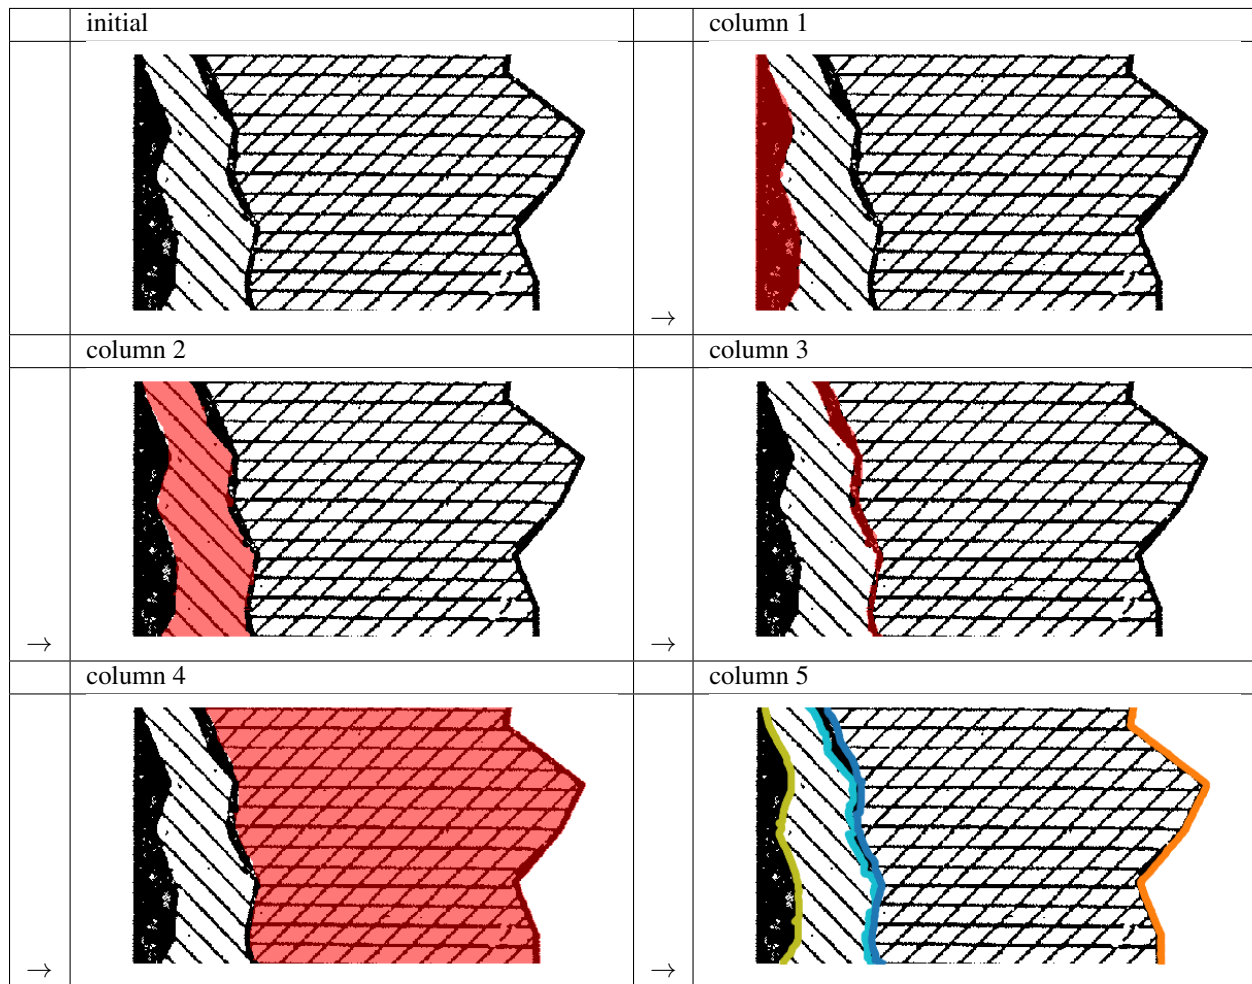 initial
column 1
→
column 2
column 3
→
→
column 4
column 5
→
→